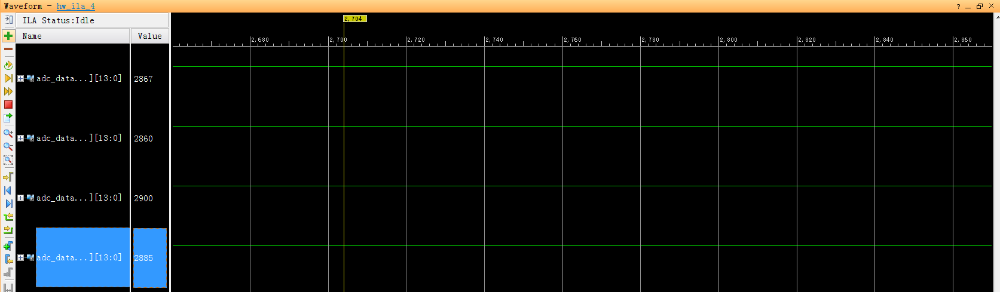 Waveform - hw_ila_4
ILA Status:Idle
Name Value
2,704
2,680 2,700 2,720 2,740 2,760 2,780 2,800 2,820 2,840 2,860
adc_data...][13:0] 2867
adc_data...][13:0] 2860
adc_data...][13:0] 2900
adc_data...][13:0] 2885